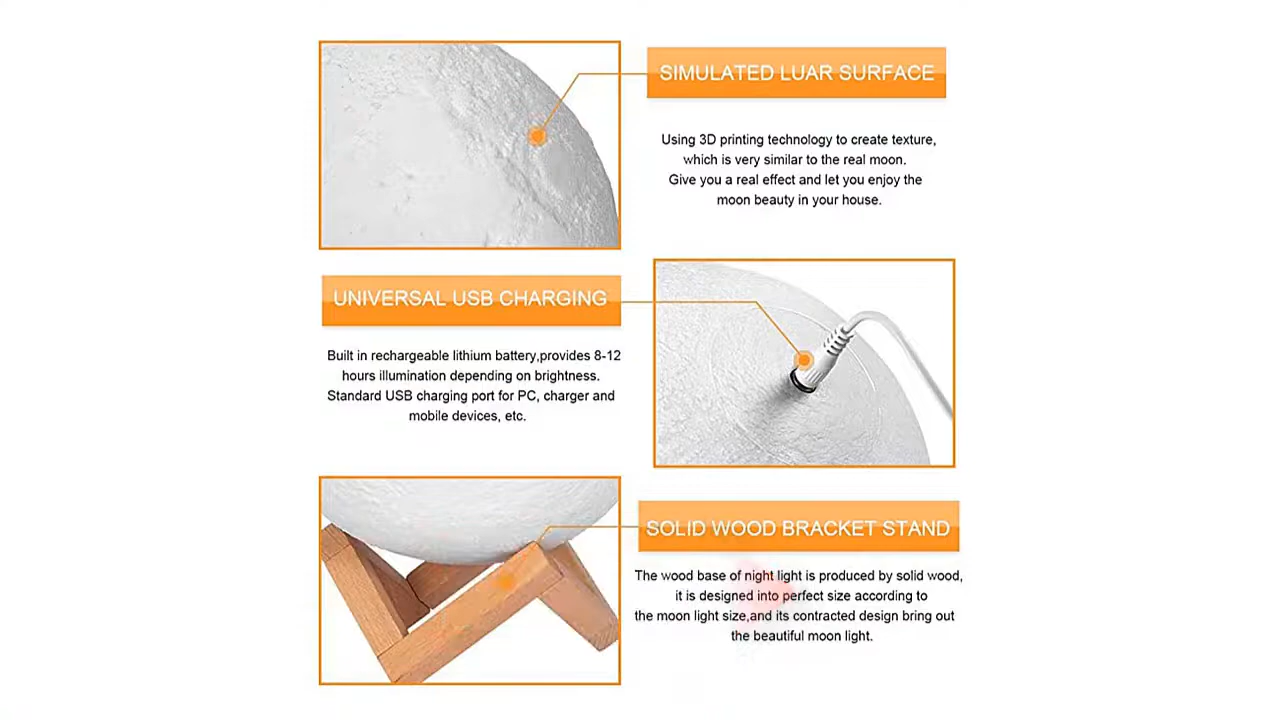 SIMULATED LUAR SURFACE
Using 3D printing technology to create texture,
which is very similar to the real moon.
Give you a real effect and let you enjoy the
moon beauty in your house.
UNIVERSAL USB CHARGING
Built in rechargeable lithium battery,provides 8-12
hours illumination depending on brightness.
Standard USB charging port for PC, charger and
mobile devices, etc.
SOLID WOOD BRACKET STAND
The wood base of night light is produced by solid wood,
it is designed into perfect size according to
the moon light size,and its contracted design bring out
the beautiful moon light.